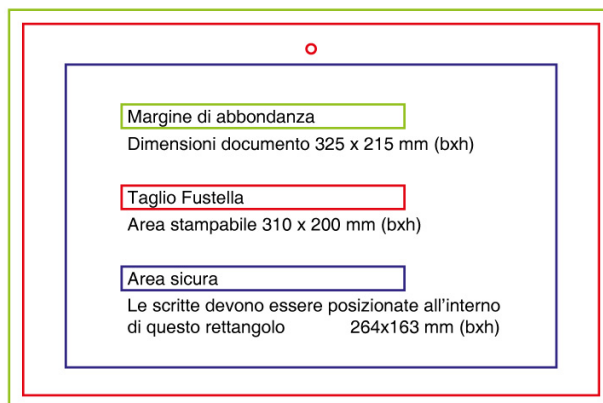 Margine di abbondanza
Dimensioni documento 325 x 215 mm (bxh)
Taglio Fustella
Area stampabile 310 x 200 mm (bxh)
Area sicura
Le scritte devono essere posizionate all'interno
di questo rettangolo 264x163 mm (bxh)